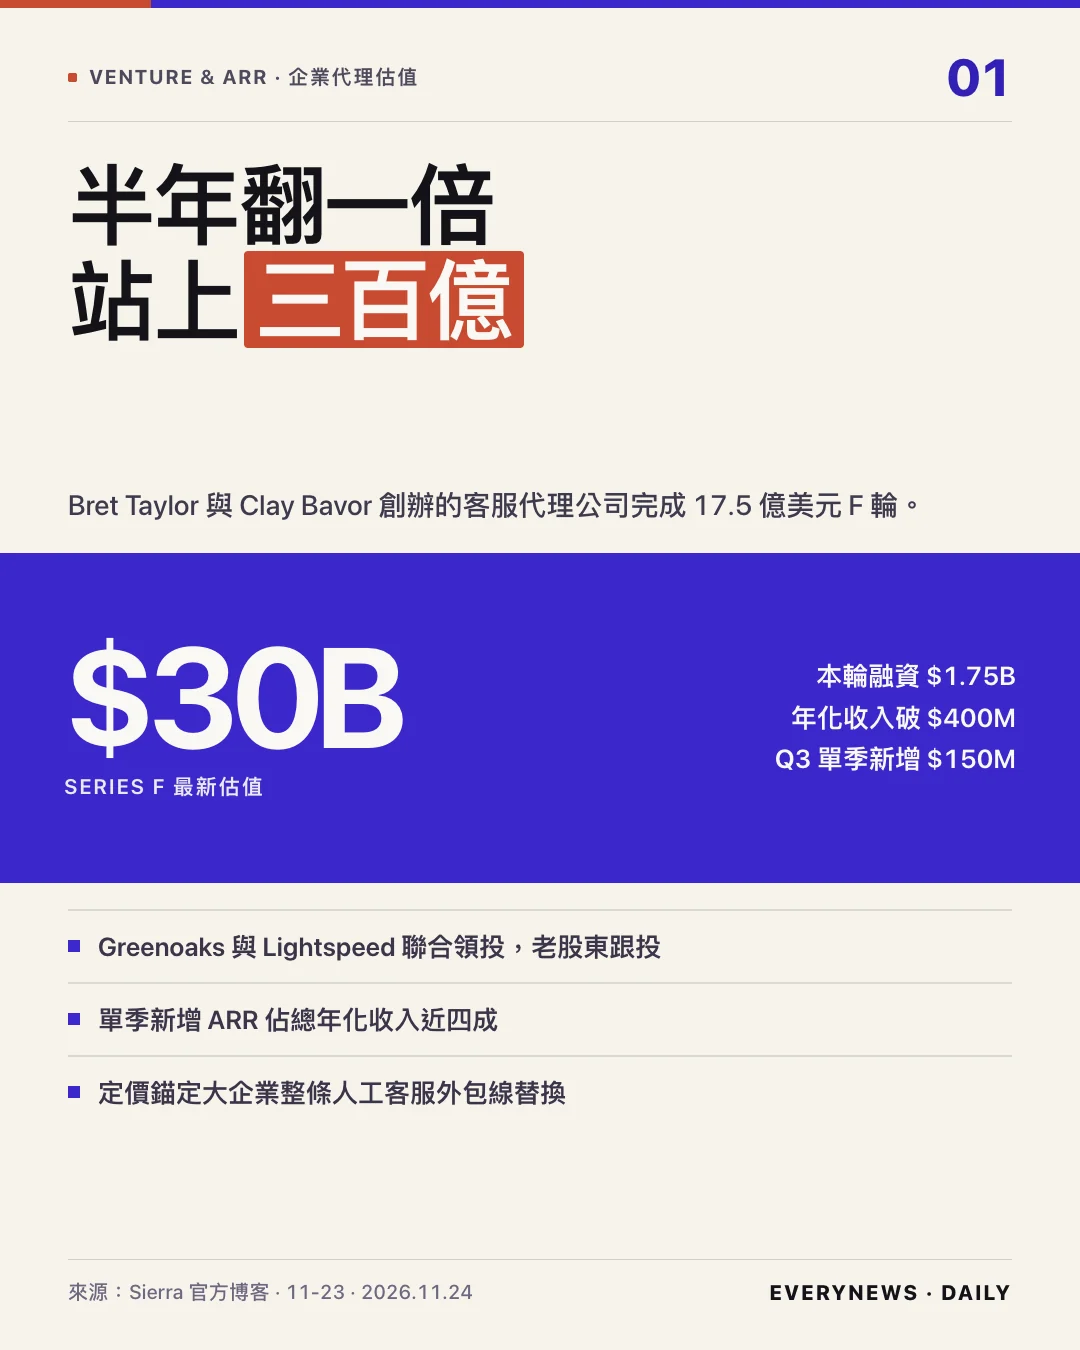 VENTURE & ARR · 企業代理估值
01
半年翻一倍
站上三百億
Bret Taylor 與 Clay Bavor 創辦的客服代理公司完成 17.5 億美元 F 輪。
$30B
SERIES F 最新估值
本輪融資 $1.75B
年化收入破 $400M
Q3 單季新增 $150M
Greenoaks 與 Lightspeed 聯合領投，老股東跟投
單季新增 ARR 佔總年化收入近四成
定價錨定大企業整條人工客服外包線替換
來源：Sierra 官方博客 · 11-23 · 2026.11.24
EVERYNEWS · DAILY